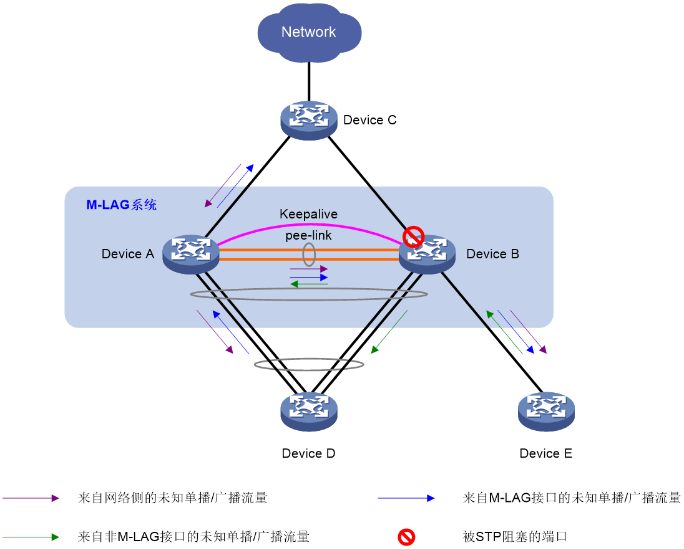 Network
Device C
M-LAG系统
Keepalive
pee-link
Device A
Device B
Device D
Device E
来自网络侧的未知单播/广播流量
来自M-LAG接口的未知单播/广播流量
来自非M-LAG接口的未知单播/广播流量
被STP阻塞的端口